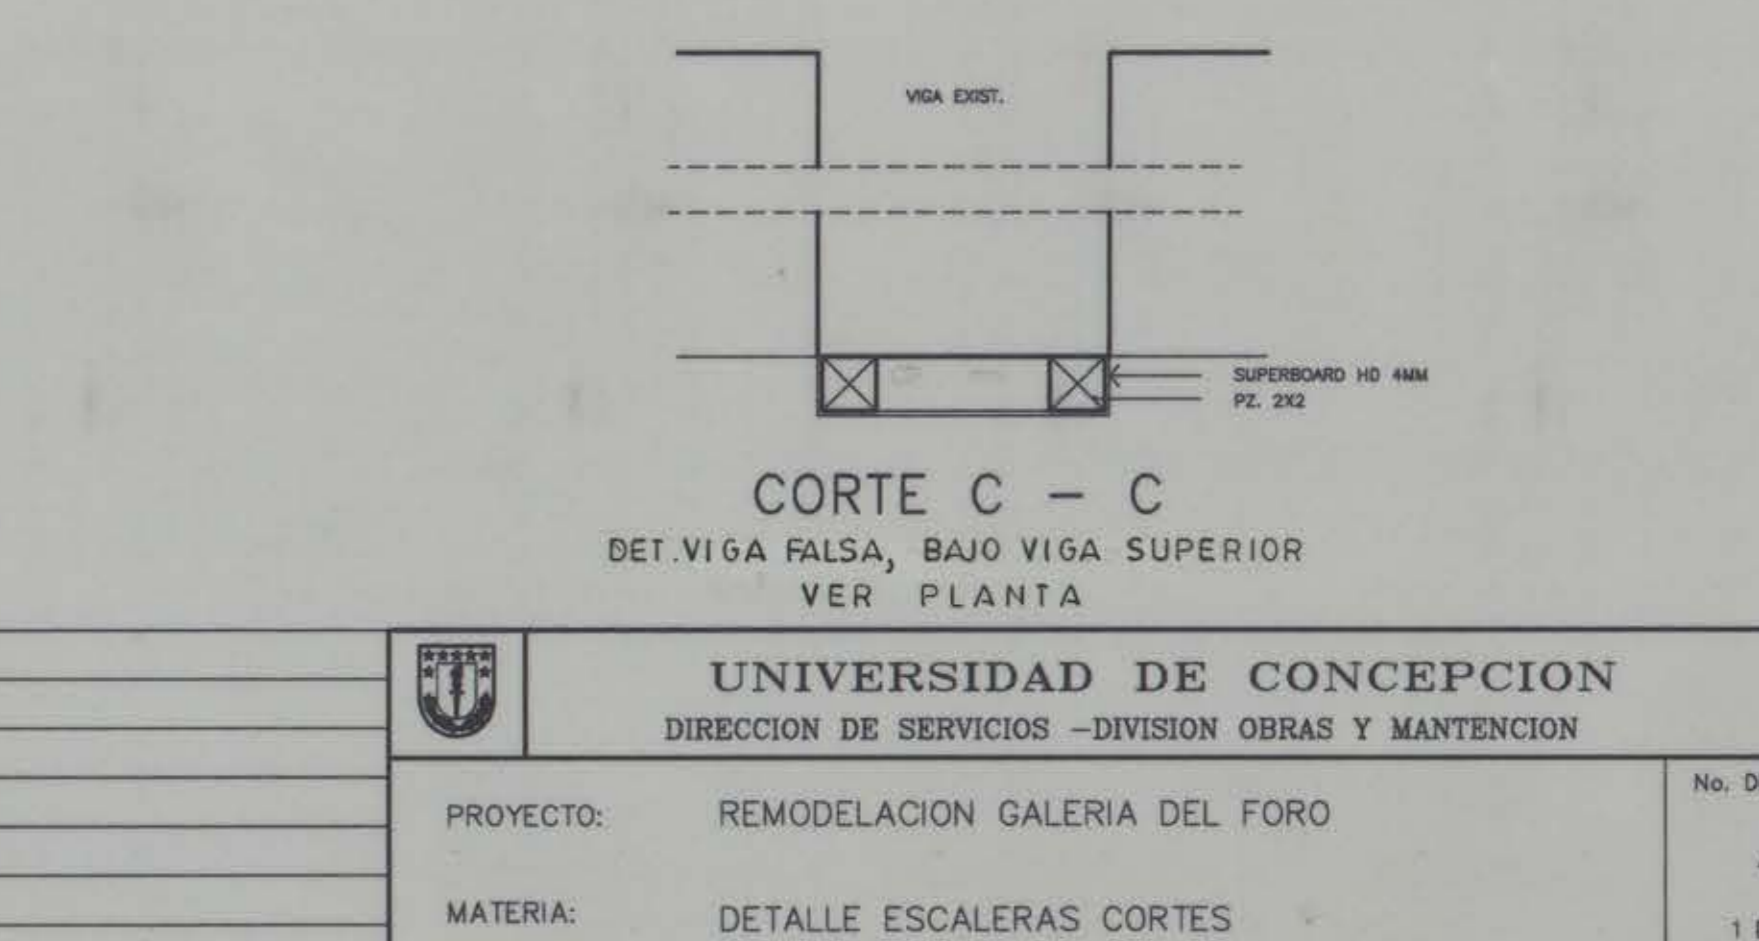 VIGA EXIST.
SUPERBOARD HD 4MM
PZ. 2X2
CORTE C - C
DET.VIGA FALSA, BAJO VIGA SUPERIOR
VER PLANTA
UNIVERSIDAD DE CONCEPCION
DIRECCION DE SERVICIOS -DIVISION OBRAS Y MANTENCION
No. D
PROYECTO: REMODELACION GALERIA DEL FORO
MATERIA: DETALLE ESCALERAS CORTES